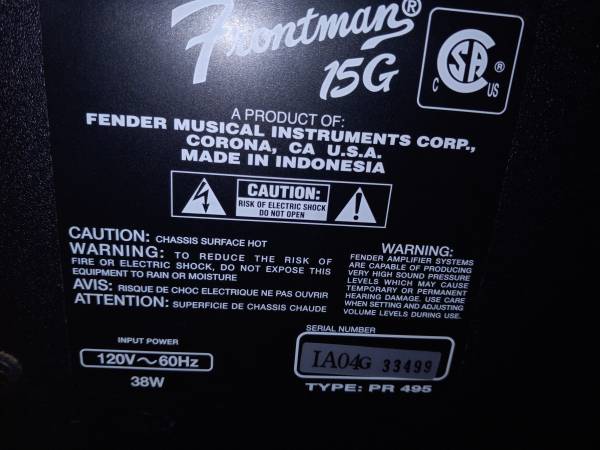 Frontman®
15G
CSA®
C US
A PRODUCT OF:
FENDER MUSICAL INSTRUMENTS CORP.,
CORONA, CA U.S.A.
MADE IN INDONESIA
CAUTION:
RISK OF ELECTRIC SHOCK
DO NOT OPEN
CAUTION: CHASSIS SURFACE HOT
WARNING: TO REDUCE THE RISK OF
FIRE OR ELECTRIC SHOCK, DO NOT EXPOSE THIS
EQUIPMENT TO RAIN OR MOISTURE
AVIS: RISQUE DE CHOC ELECTRIQUE NE PAS OUVRIR
ATTENTION: SUPERFICIE DE CHASSIS CHAUDE
WARNING:
FENDER AMPLIFIER SYSTEMS
ARE CAPABLE OF PRODUCING
VERY HIGH SOUND PRESSURE
LEVELS WHICH MAY CAUSE
TEMPORARY OR PERMANENT
HEARING DAMAGE. USE CARE
WHEN SETTING AND ADJUSTING
VOLUME LEVELS DURING USE.
INPUT POWER
120V~60Hz
38W
SERIAL NUMBER
IA04G 33499
TYPE: PR 495